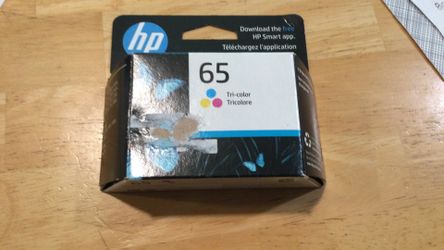 hp
Download the free
HP Smart app.
Téléchargez l'application
65
Tri-color
Tricolore